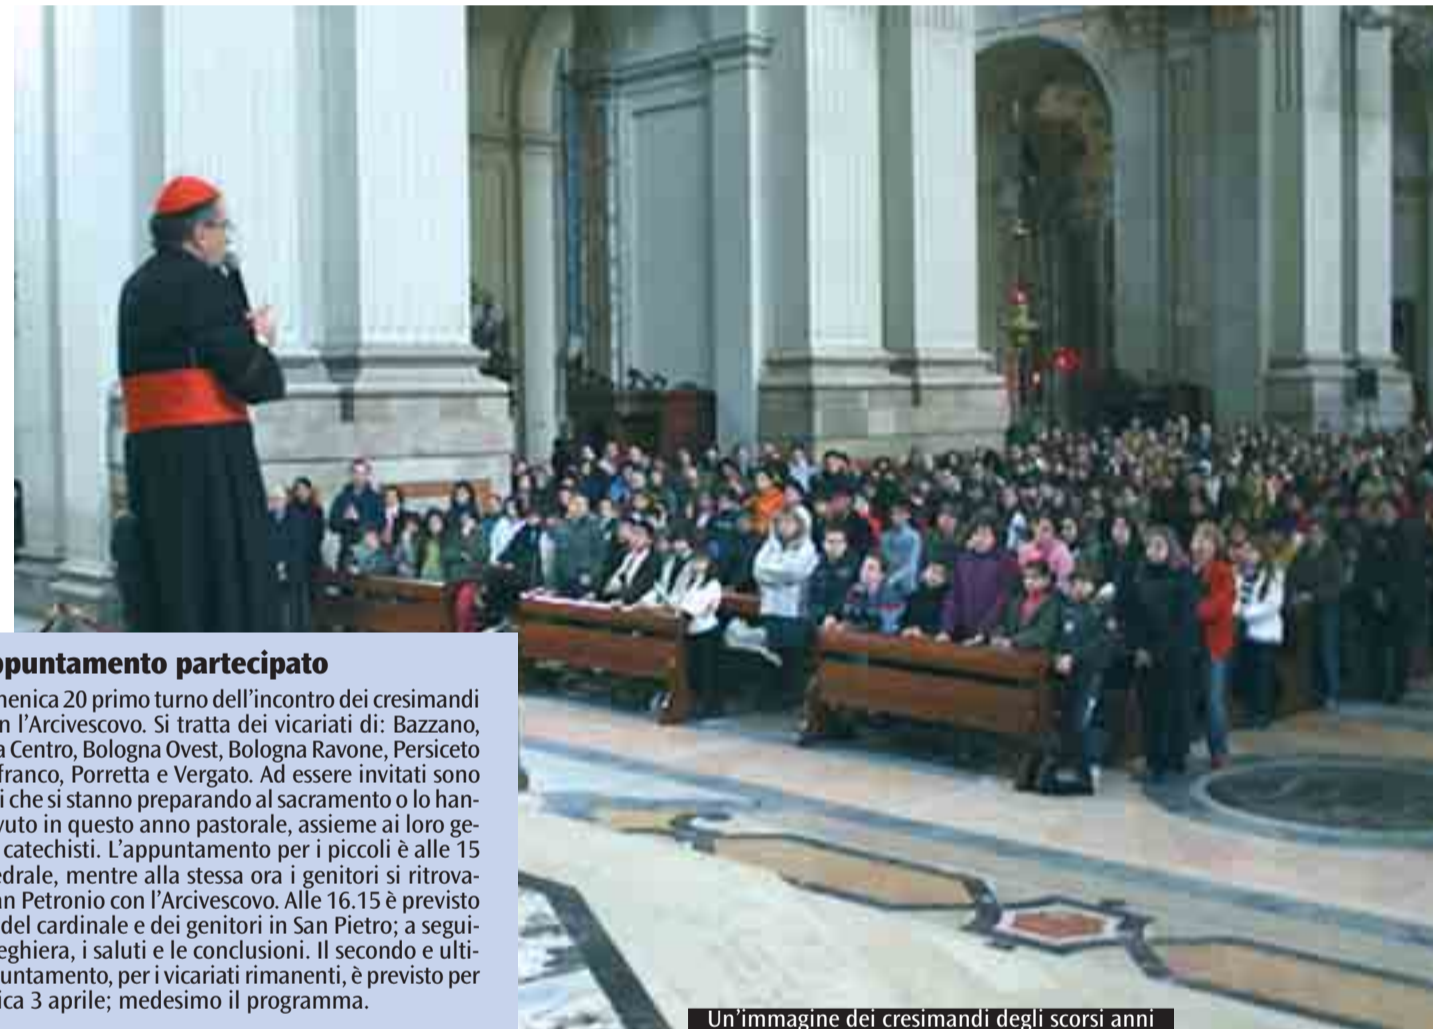 ppuntamento partecipato
menica 20 primo turno dell'incontro dei cresimandi
n l'Arcivescovo. Si tratta dei vicariati di: Bazzano,
a Centro, Bologna Ovest, Bologna Ravone, Persiceto
franco, Porretta e Vergato. Ad essere invitati sono
i che si stanno preparando al sacramento o lo han-
vuto in questo anno pastorale, assieme ai loro ge-
catechisti. L'appuntamento per i piccoli è alle 15
edrale, mentre alla stessa ora i genitori si ritrova-
an Petronio con l'Arcivescovo. Alle 16.15 è previsto
del cardinale e dei genitori in San Pietro; a segui-
eghiera, i saluti e le conclusioni. Il secondo e ulti-
untamento, per i vicariati rimanenti, è previsto per
ica 3 aprile; medesimo il programma.
Un'immagine dei cresimandi degli scorsi anni